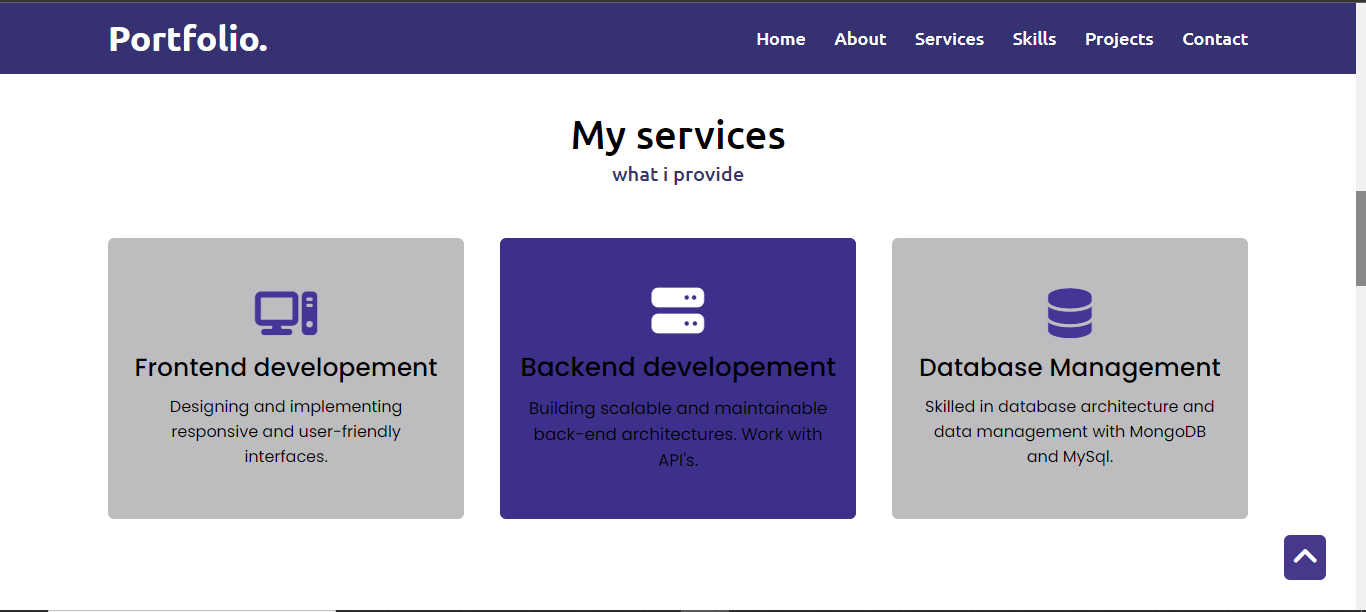 Portfolio.
Home About Services Skills Projects Contact
My services
what i provide
Frontend developement
Designing and implementing
responsive and user-friendly
interfaces.
Backend developement
Building scalable and maintainable
back-end architectures. Work with
API's.
Database Management
Skilled in database architecture and
data management with MongoDB
and MySql.